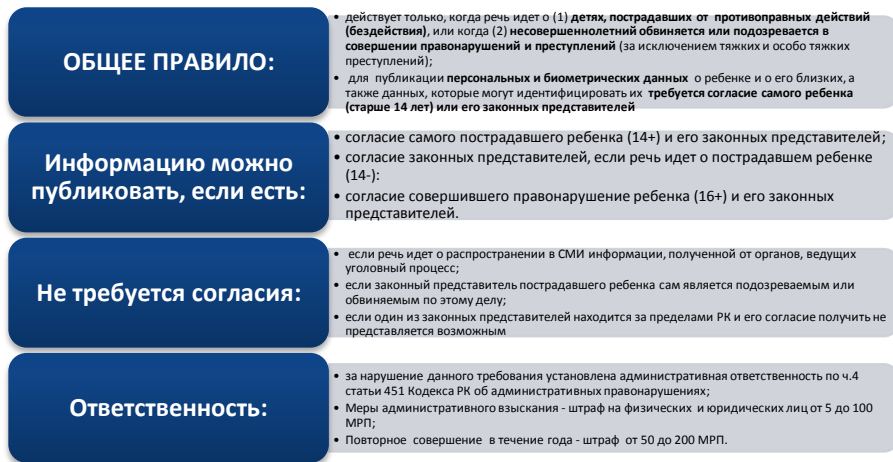 ОБЩЕЕ ПРАВИЛО:
• действует только, когда речь идет о (1) детях, пострадавших от противоправных действий
(бездействия), или когда (2) несовершеннолетний обвиняется или подозревается в
совершении правонарушений и преступлений (за исключением тяжких и особо тяжких
преступлений);
• для публикации персональных и биометрических данных о ребенке и о его близких, а
также данных, которые могут идентифицировать их требуется согласие самого ребенка
(старше 14 лет) или его законных представителей
Информацию можно
публиковать, если есть:
• согласие самого пострадавшего ребенка (14+) и его законных представителей;
• согласие законных представителей, если речь идет о пострадавшем ребенке
(14-):
• согласие совершившего правонарушение ребенка (16+) и его законных
представителей.
Не требуется согласия:
• если речь идет о распространении в СМИ информации, полученной от органов, ведущих
уголовный процесс;
• если законный представитель пострадавшего ребенка сам является подозреваемым или
обвиняемым по этому делу;
• если один из законных представителей находится за пределами РК и его согласие получить не
представляется возможным
Ответственность:
• за нарушение данного требования установлена административная ответственность по ч.4
статьи 451 Кодекса РК об административных правонарушениях;
• Меры административного взыскания - штраф на физических и юридических лиц от 5 до 100
МРП;
• Повторное совершение в течение года - штраф от 50 до 200 МРП.